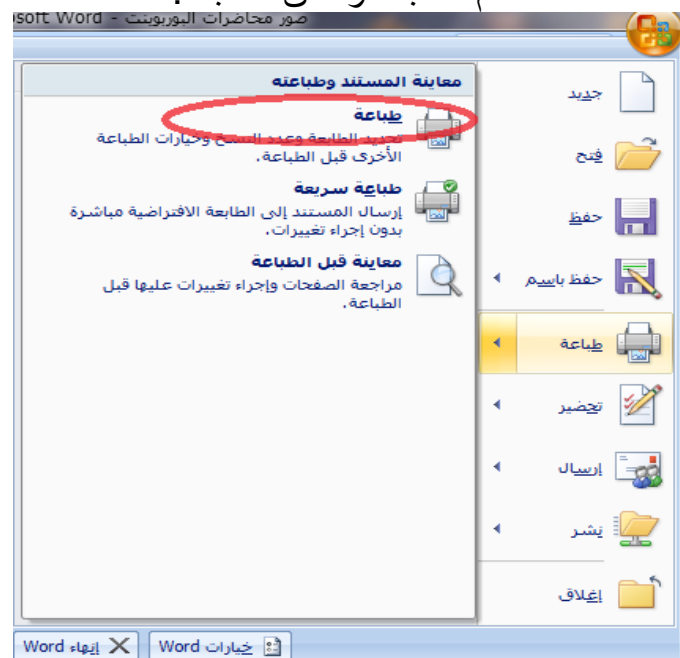 صور محاضرات البوربوينت - osoft Word
جديد
فتح
حفظ
حفظ باسم
طباعة
تحضير
إرسال
نشر
إغلاق
معاينة المستند وطباعته
طباعة
تحديد الطابعة وعدد النسخ وخيارات الطباعة
الأخرى قبل الطباعة.
طباعة سريعة
إرسال المستند إلى الطابعة الافتراضية مباشرة
بدون إجراء تغييرات.
معاينة قبل الطباعة
مراجعة الصفحات وإجراء تغييرات عليها قبل
الطباعة.
خيارات Word
إنهاء Word